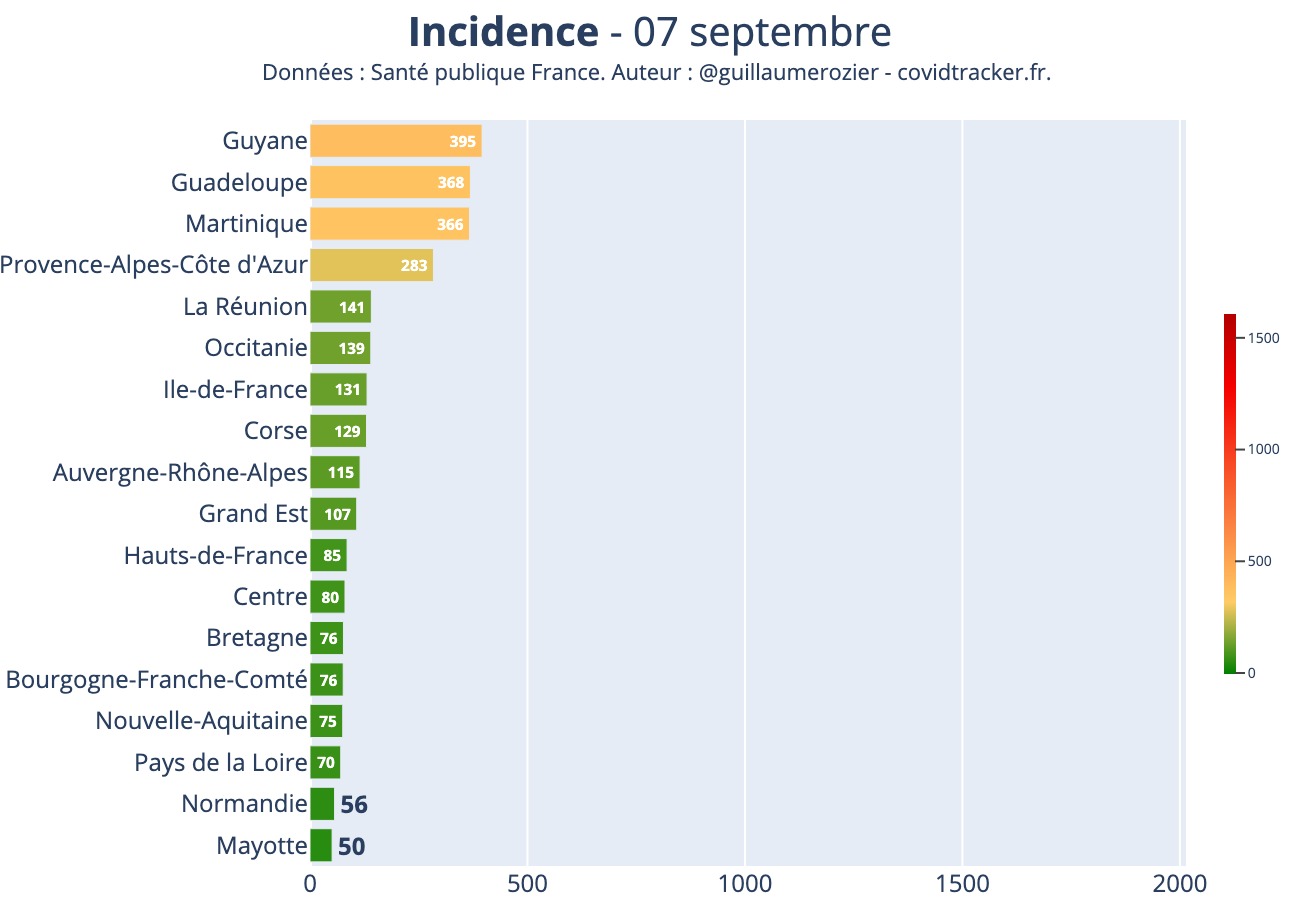 Incidence - 07 septembre
Données : Santé publique France. Auteur : @guillaumerozier - covidtracker.fr.
Guyane 395
Guadeloupe 368
Martinique 366
Provence-Alpes-Côte d'Azur 283
La Réunion 141
Occitanie 139
Ile-de-France 131
Corse 129
Auvergne-Rhône-Alpes 115
Grand Est 107
Hauts-de-France 85
Centre 80
Bretagne 76
Bourgogne-Franche-Comté 76
Nouvelle-Aquitaine 75
Pays de la Loire 70
Normandie 56
Mayotte 50
0 500 1000 1500 2000
1500
1000
500
0